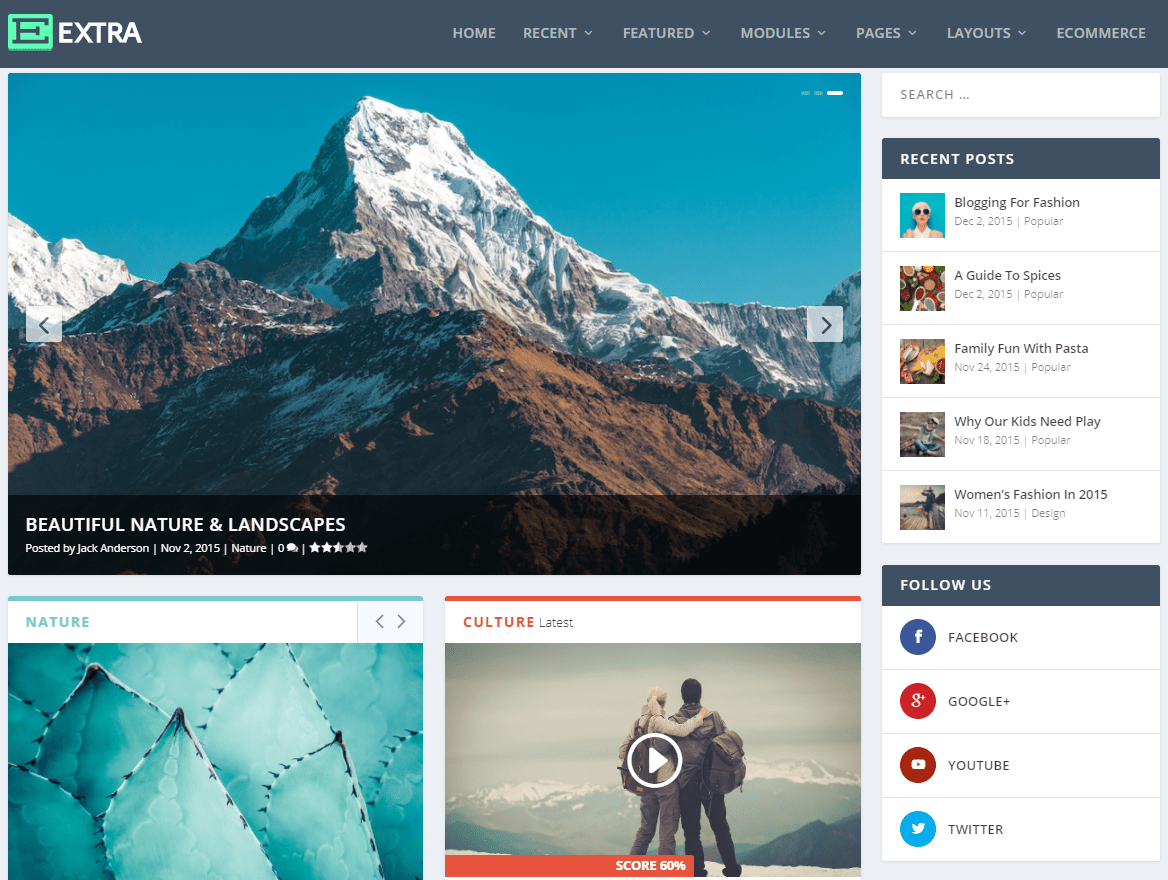 EXTRA
HOME RECENT FEATURED MODULES PAGES LAYOUTS ECOMMERCE
BEAUTIFUL NATURE & LANDSCAPES
Posted by Jack Anderson | Nov 2, 2015 | Nature | 0 |
NATURE
CULTURE Latest
SCORE 60%
SEARCH …
RECENT POSTS
Blogging For Fashion
Dec 2, 2015 | Popular
A Guide To Spices
Dec 2, 2015 | Popular
Family Fun With Pasta
Nov 24, 2015 | Popular
Why Our Kids Need Play
Nov 18, 2015 | Popular
Women’s Fashion In 2015
Nov 11, 2015 | Design
FOLLOW US
FACEBOOK
GOOGLE+
YOUTUBE
TWITTER